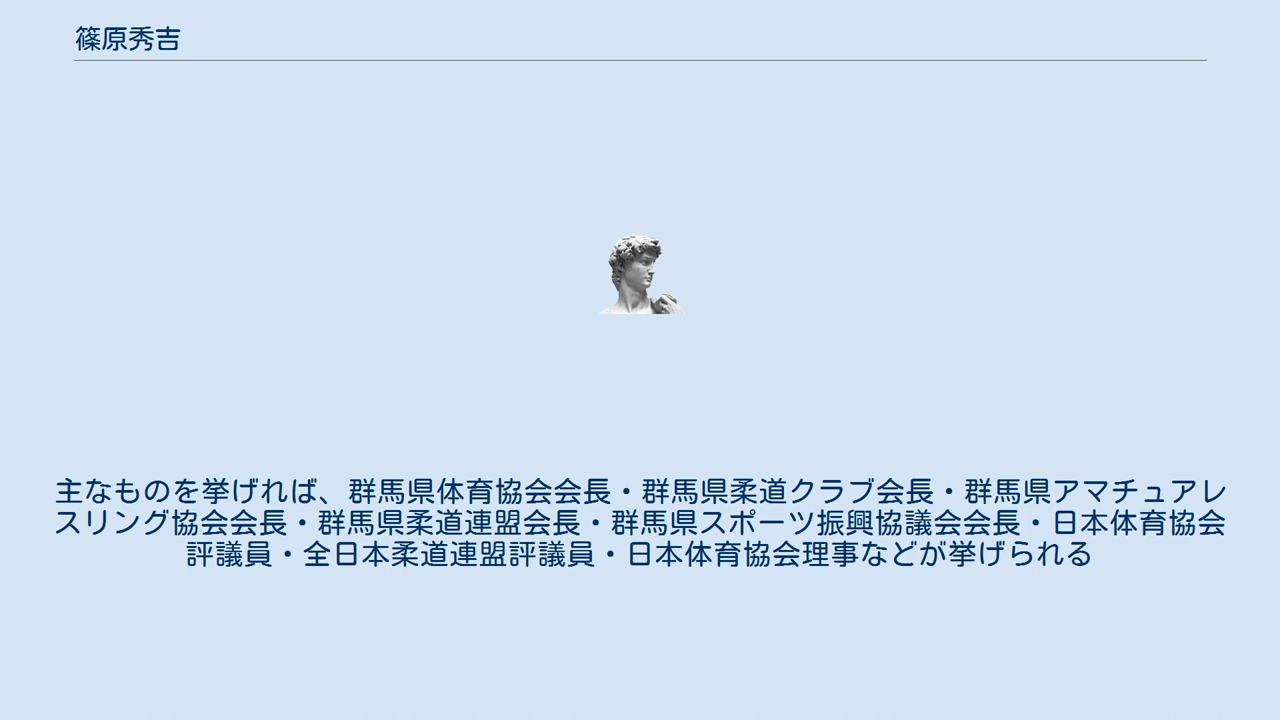 篠原秀吉
主なものを挙げれば、群馬県体育協会会長・群馬県柔道クラブ会長・群馬県アマチュアレ
スリング協会会長・群馬県柔道連盟会長・群馬県スポーツ振興協議会会長・日本体育協会
評議員・全日本柔道連盟評議員・日本体育協会理事などが挙げられる